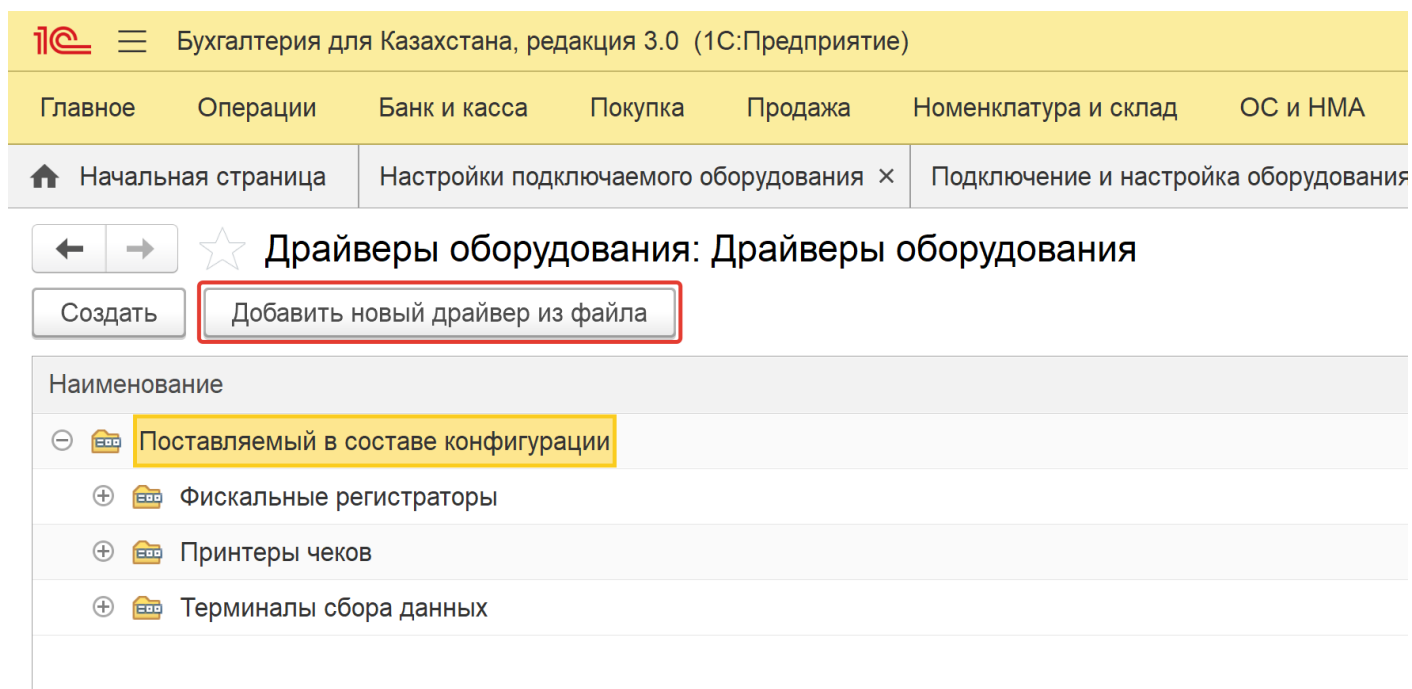 1С Бухгалтерия для Казахстана, редакция 3.0 (1С:Предприятие)
Главное Операции Банк и касса Покупка Продажа Номенклатура и склад ОС и НМА
Начальная страница Настройки подключаемого оборудования × Подключение и настройка оборудования
Драйверы оборудования: Драйверы оборудования
Создать Добавить новый драйвер из файла
Наименование
Поставляемый в составе конфигурации
Фискальные регистраторы
Принтеры чеков
Терминалы сбора данных